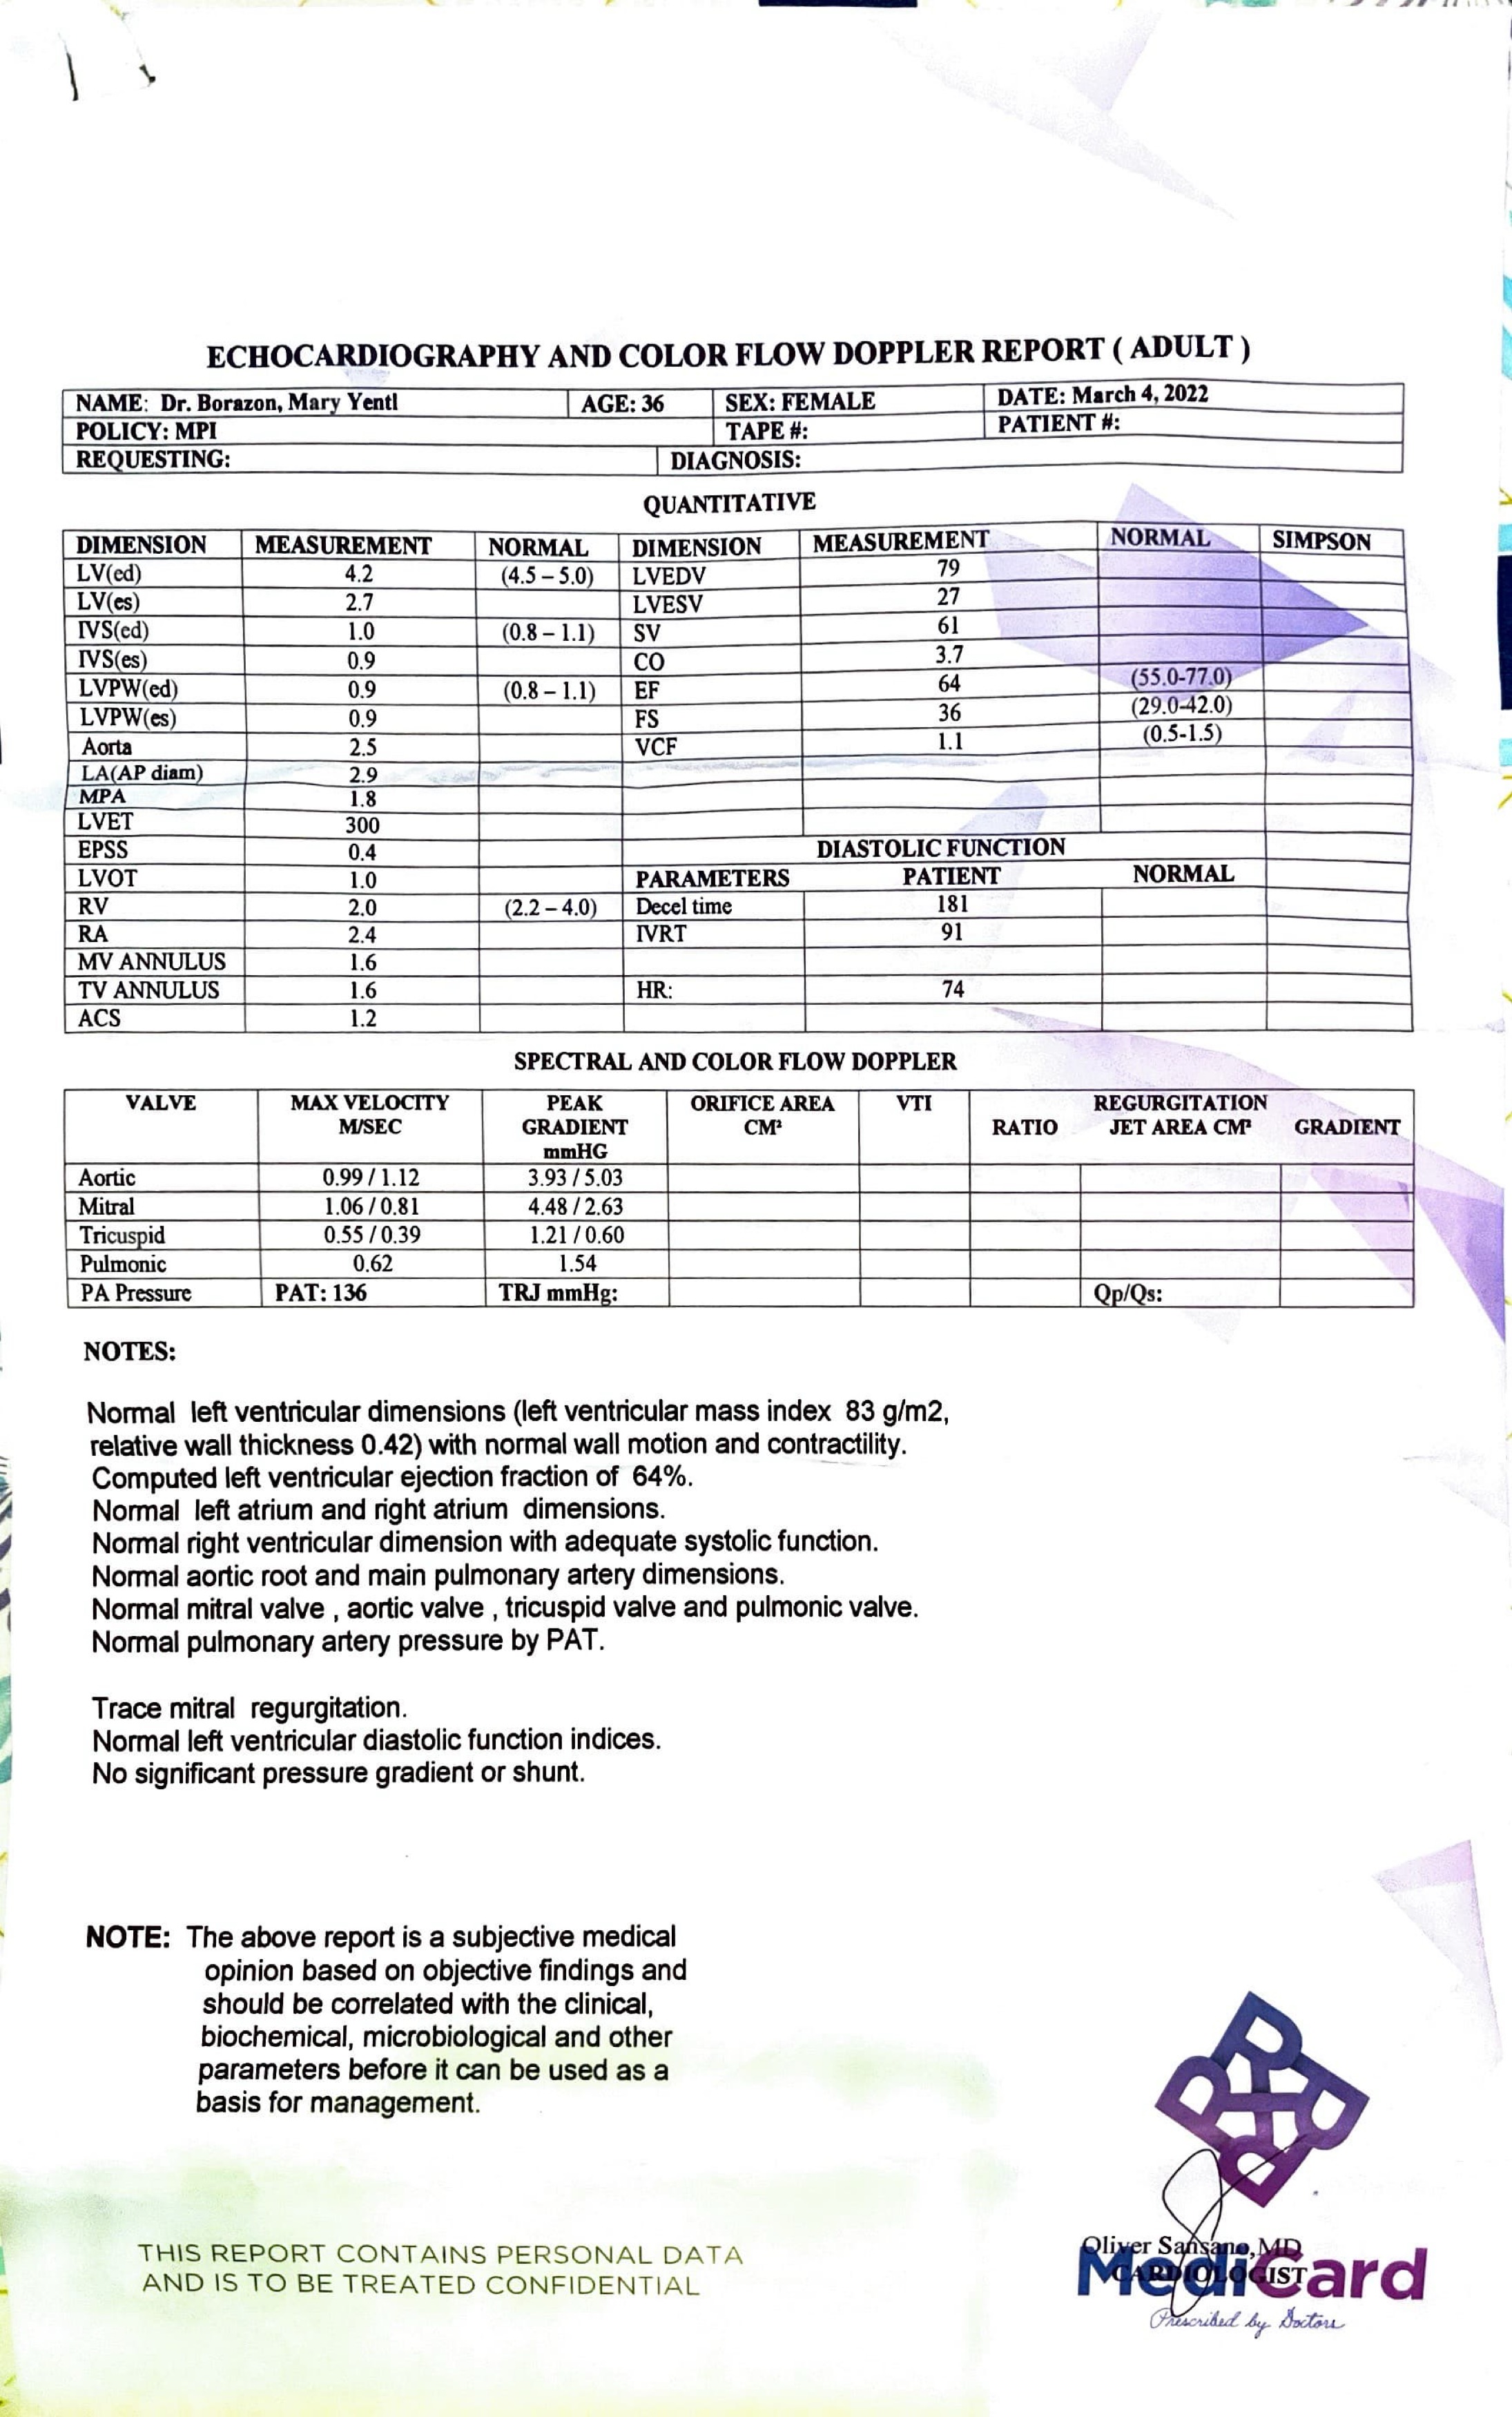 ECHOCARDIOGRAPHY AND COLOR FLOW DOPPLER REPORT ( ADULT )
NAME: Dr. Borazon, Mary Yentl AGE: 36 SEX: FEMALE DATE: March 4, 2022
POLICY: MPI TAPE #: PATIENT #:
REQUESTING: DIAGNOSIS:
QUANTITATIVE
DIMENSION MEASUREMENT NORMAL DIMENSION MEASUREMENT NORMAL SIMPSON
LV(ed) 4.2 (4.5 – 5.0) LVEDV 79
LV(es) 2.7 LVESV 27
IVS(ed) 1.0 (0.8 – 1.1) SV 61
IVS(es) 0.9 CO 3.7
LVPW(ed) 0.9 (0.8 – 1.1) EF 64 (55.0-77.0)
LVPW(es) 0.9 FS 36 (29.0-42.0)
Aorta 2.5 VCF 1.1 (0.5-1.5)
LA(AP diam) 2.9
MPA 1.8
LVET 300
EPSS 0.4 DIASTOLIC FUNCTION
LVOT 1.0 PARAMETERS PATIENT NORMAL
RV 2.0 (2.2 – 4.0) Decel time 181
RA 2.4 IVRT 91
MV ANNULUS 1.6
TV ANNULUS 1.6 HR: 74
ACS 1.2
SPECTRAL AND COLOR FLOW DOPPLER
VALVE MAX VELOCITY PEAK ORIFICE AREA VTI REGURGITATION
M/SEC GRADIENT CM² RATIO JET AREA CM² GRADIENT
mmHG
Aortic 0.99 / 1.12 3.93 / 5.03
Mitral 1.06 / 0.81 4.48 / 2.63
Tricuspid 0.55 / 0.39 1.21 / 0.60
Pulmonic 0.62 1.54
PA Pressure PAT: 136 TRJ mmHg: Qp/Qs:
NOTES:
Normal left ventricular dimensions (left ventricular mass index 83 g/m2,
relative wall thickness 0.42) with normal wall motion and contractility.
Computed left ventricular ejection fraction of 64%.
Normal left atrium and right atrium dimensions.
Normal right ventricular dimension with adequate systolic function.
Normal aortic root and main pulmonary artery dimensions.
Normal mitral valve , aortic valve , tricuspid valve and pulmonic valve.
Normal pulmonary artery pressure by PAT.
Trace mitral regurgitation.
Normal left ventricular diastolic function indices.
No significant pressure gradient or shunt.
NOTE: The above report is a subjective medical
opinion based on objective findings and
should be correlated with the clinical,
biochemical, microbiological and other
parameters before it can be used as a
basis for management.
THIS REPORT CONTAINS PERSONAL DATA
AND IS TO BE TREATED CONFIDENTIAL
Oliver Sansano, MD
CARDIOLOGIST
MediCard
Prescribed by Doctors